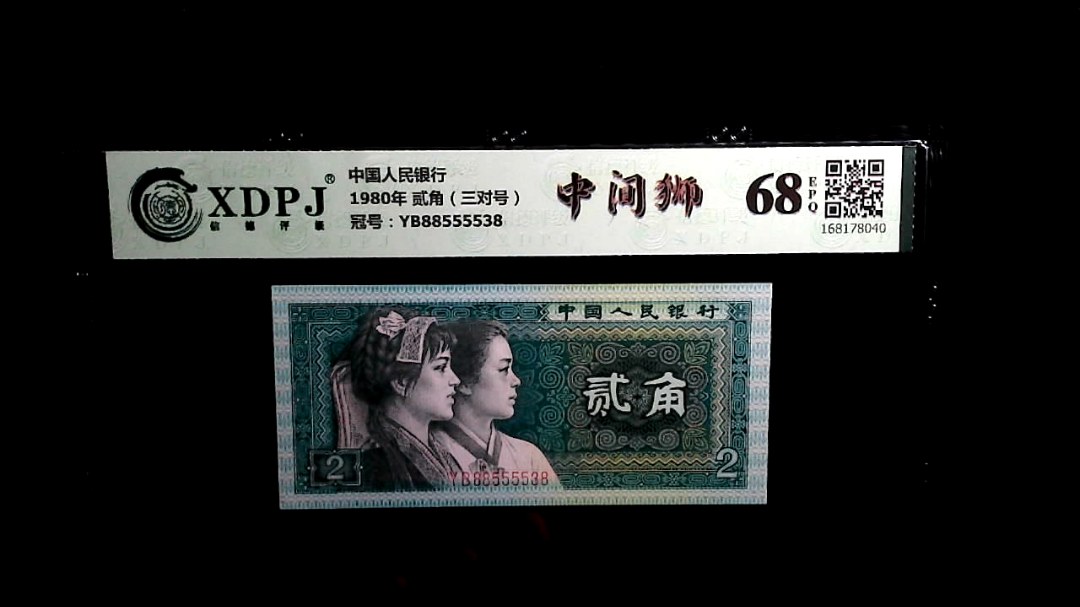 XDPJ®
信德评级
中国人民银行
1980年 贰角（三对号）
冠号：YB88555538
中间狮
68
EPQ
168178040
中国人民银行
贰角
2
YB88555538
2